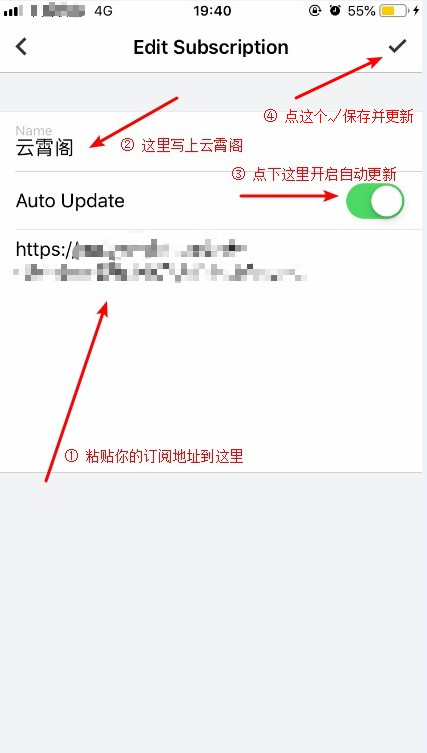 4G 19:40 55%
Edit Subscription
④ 点这个√保存并更新
Name
云霄阁
② 这里写上云霄阁
③ 点下这里开启自动更新
Auto Update
https:/
① 粘贴你的订阅地址到这里